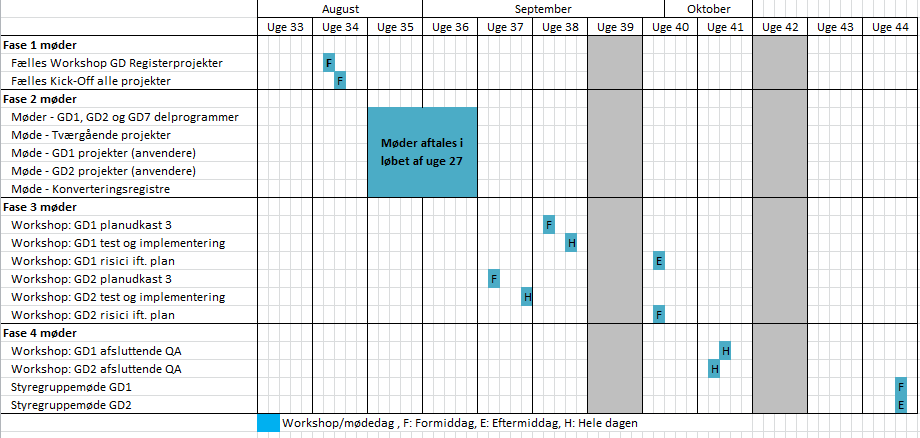 August September Oktober
Uge 33 Uge 34 Uge 35 Uge 36 Uge 37 Uge 38 Uge 39 Uge 40 Uge 41 Uge 42 Uge 43 Uge 44
Fase 1 møder
Fælles Workshop GD Registerprojekter F
Fælles Kick-Off alle projekter F
Fase 2 møder
Møder - GD1, GD2 og GD7 delprogrammer
Møde - Tværgående projekter
Møde - GD1 projekter (anvendere)
Møde - GD2 projekter (anvendere)
Møde - Konverteringsregistre
Møder aftales i
løbet af uge 27
Fase 3 møder
Workshop: GD1 planudkast 3 F
Workshop: GD1 test og implementering H
Workshop: GD1 risici ift. plan E
Workshop: GD2 planudkast 3 F
Workshop: GD2 test og implementering H
Workshop: GD2 risici ift. plan F
Fase 4 møder
Workshop: GD1 afsluttende QA H
Workshop: GD2 afsluttende QA H
Styregruppemøde GD1 F
Styregruppemøde GD2 E
Workshop/mødedag , F: Formiddag, E: Eftermiddag, H: Hele dagen